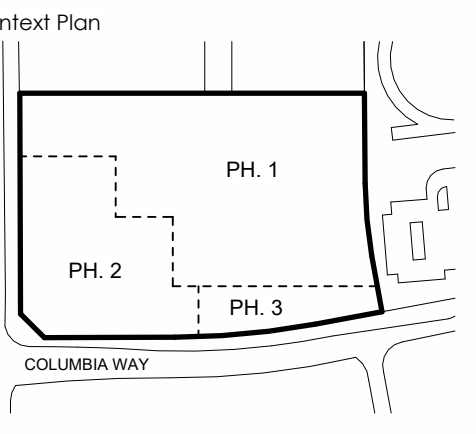 ntext Plan
PH. 1
PH. 2
PH. 3
COLUMBIA WAY